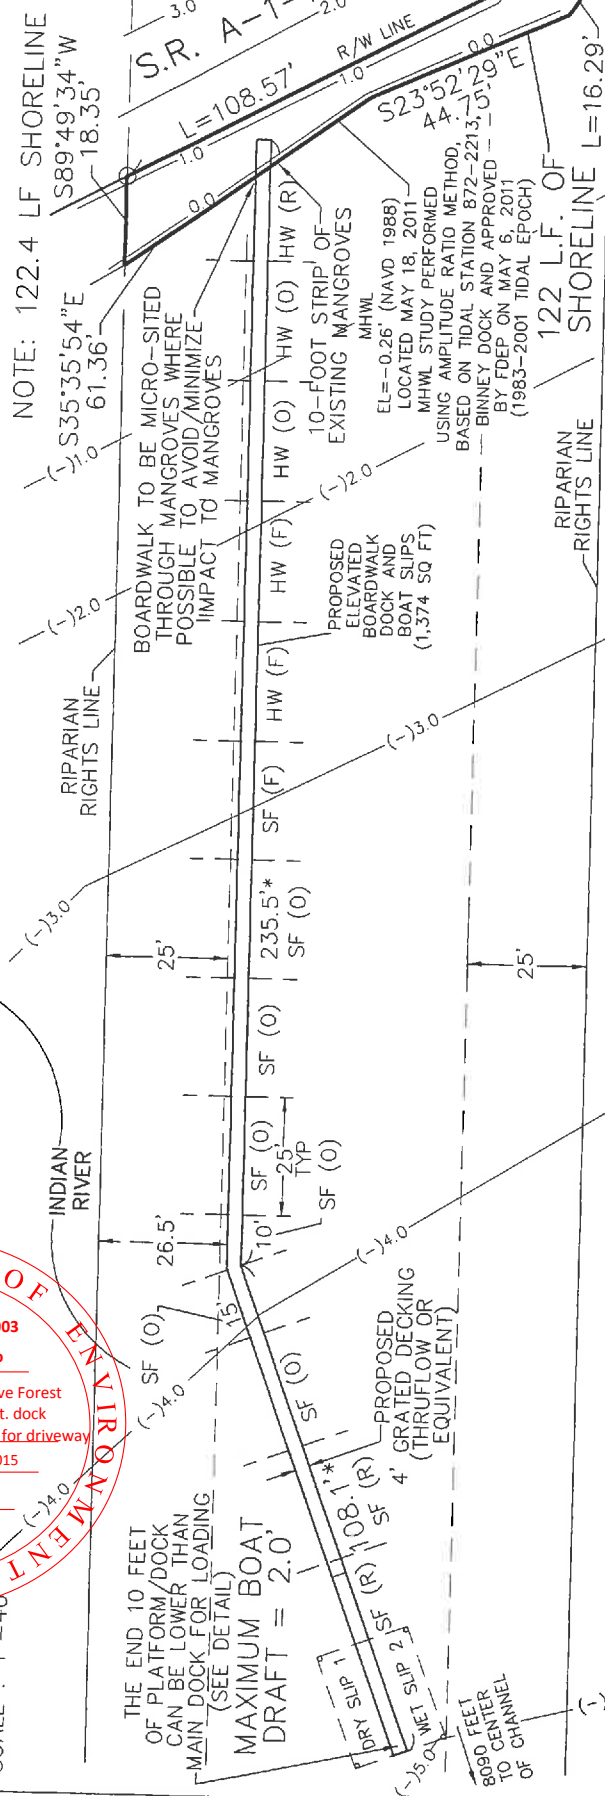 NOTE: 122.4 LF SHORELINE
S89°49'34"W
18.35'
3.0
S.R. A-1-
2.0
L=108.57'
R/W LINE
1.0
1.0
0.0
0.0
S23°52'29"E
44.75'
L=16.29'
122 L.F. OF
SHORELINE
S35°35'54"E
61.36'
(-)1.0
BOARDWALK TO BE MICRO-SITED
THROUGH MANGROVES WHERE
POSSIBLE TO AVOID/MINIMIZE
IMPACT TO MANGROVES
HW (R)
HW (O)
HW (O)
HW (F)
HW (F)
SF (F)
235.5'*
SF (O)
SF (O)
SF (O)
25'
TYP
SF (O)
10'
10-FOOT STRIP OF
EXISTING MANGROVES
MHWL
EL=-0.26' (NAVD 1988)
LOCATED MAY 18, 2011
MHWL STUDY PERFORMED
USING AMPLITUDE RATIO METHOD,
BASED ON TIDAL STATION 872-2213,
BINNEY DOCK AND APPROVED
BY FDEP ON MAY 6, 2011
(1983-2001 TIDAL EPOCH)
(-)2.0
(-)2.0
PROPOSED
ELEVATED
BOARDWALK
DOCK AND
BOAT SLIPS
(1,374 SQ FT)
RIPARIAN
RIGHTS LINE
RIPARIAN
RIGHTS LINE
(-)3.0
(-)3.0
25'
25'
INDIAN
RIVER
26.5'
SF (O)
15'
(-)4.0
(-)4.0
(-)4.0
SF (O)
PROPOSED
4' GRATED DECKING
(THRUFLOW OR
EQUIVALENT)
108.1'*
SF (R)
SF (R)
THE END 10 FEET
OF PLATFORM/DOCK
CAN BE LOWER THAN
MAIN DOCK FOR LOADING
(SEE DETAIL)
MAXIMUM BOAT
DRAFT = 2.0'
DRY SLIP 1
WET SLIP 2
(-)5.0
8090 FEET
TO CENTER
OF CHANNEL
OF ENVIRONMENT
003
ve Forest
t. dock
for driveway
015